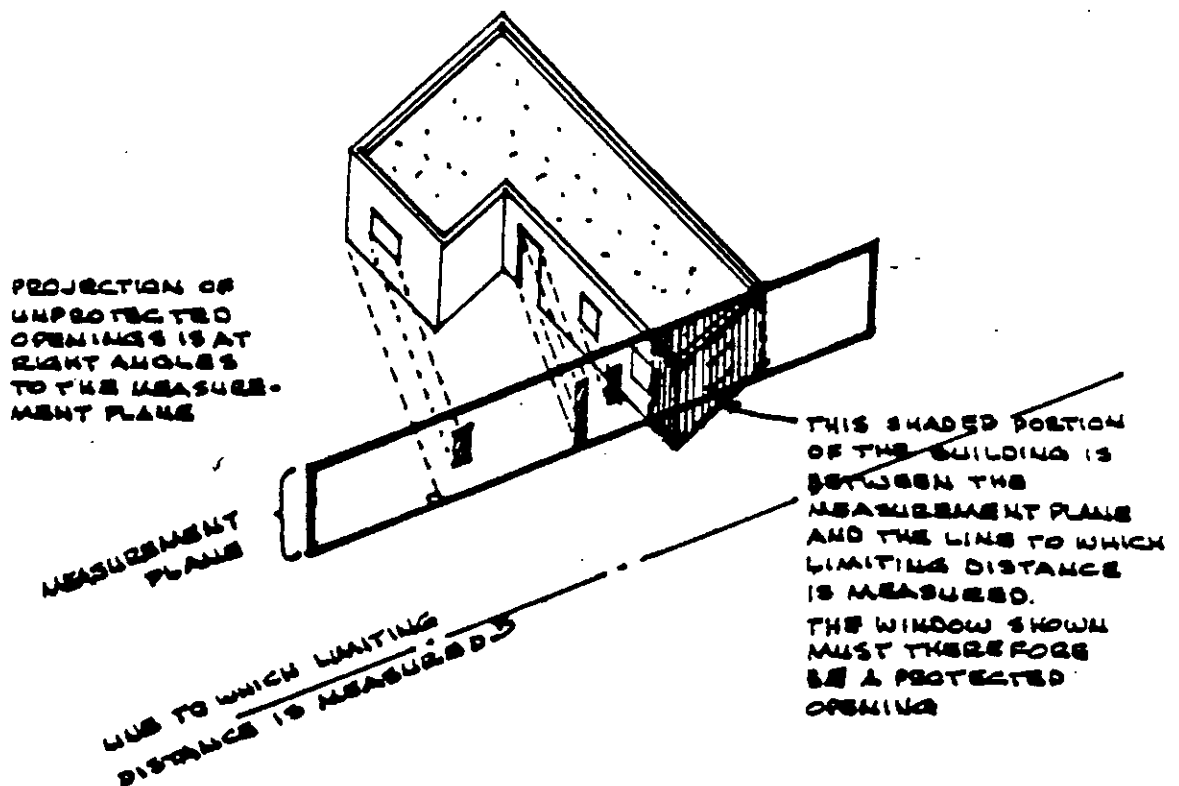 PROJECTION OF
UNPROTECTED
OPENINGS IS AT
RIGHT ANGLES
TO THE MEASURE-
MENT PLANE
MEASUREMENT
PLANE
LINE TO WHICH LIMITING
DISTANCE IS MEASURED
THIS SHADED PORTION
OF THE BUILDING IS
BETWEEN THE
MEASUREMENT PLANE
AND THE LINE TO WHICH
LIMITING DISTANCE
IS MEASURED.
THE WINDOW SHOWN
MUST THEREFORE
BE A PROTECTED
OPENING